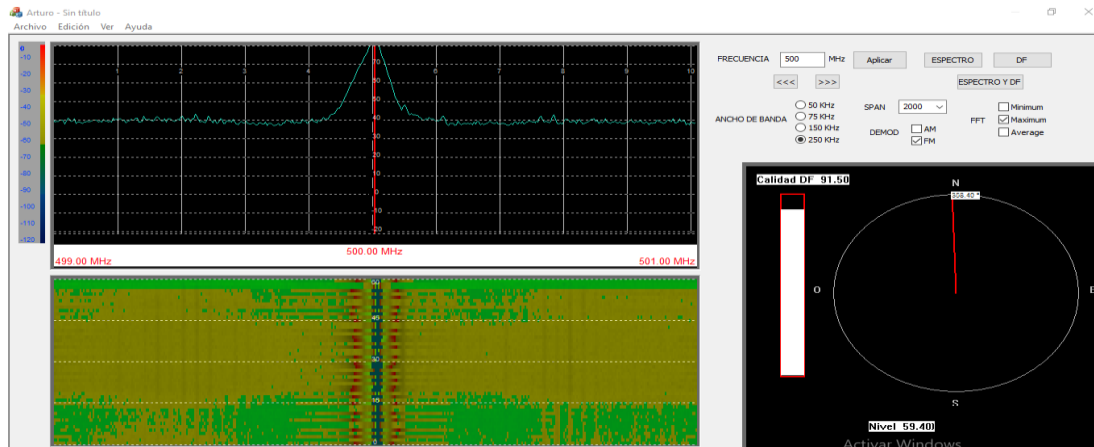 Arturo - Sin título
Archivo Edición Ver Ayuda
0
-10
-20
-30
-40
-50
-60
-70
-80
-90
-100
-110
-120
1 2 3 4 6 7 8 9 10
70
60
50
40
30
20
10
0
-10
-20
500.00 MHz
499.00 MHz 501.00 MHz
60
45
30
15
FRECUENCIA 500 MHz Aplicar ESPECTRO DF
<<< >>> ESPECTRO Y DF
ANCHO DE BANDA
50 KHz
75 KHz
150 KHz
250 KHz
SPAN 2000
DEMOD
AM
FM
FFT
Minimum
Maximum
Average
Calidad DF 91.50
N
O
E
S
Nivel 59.40
Activar Windows